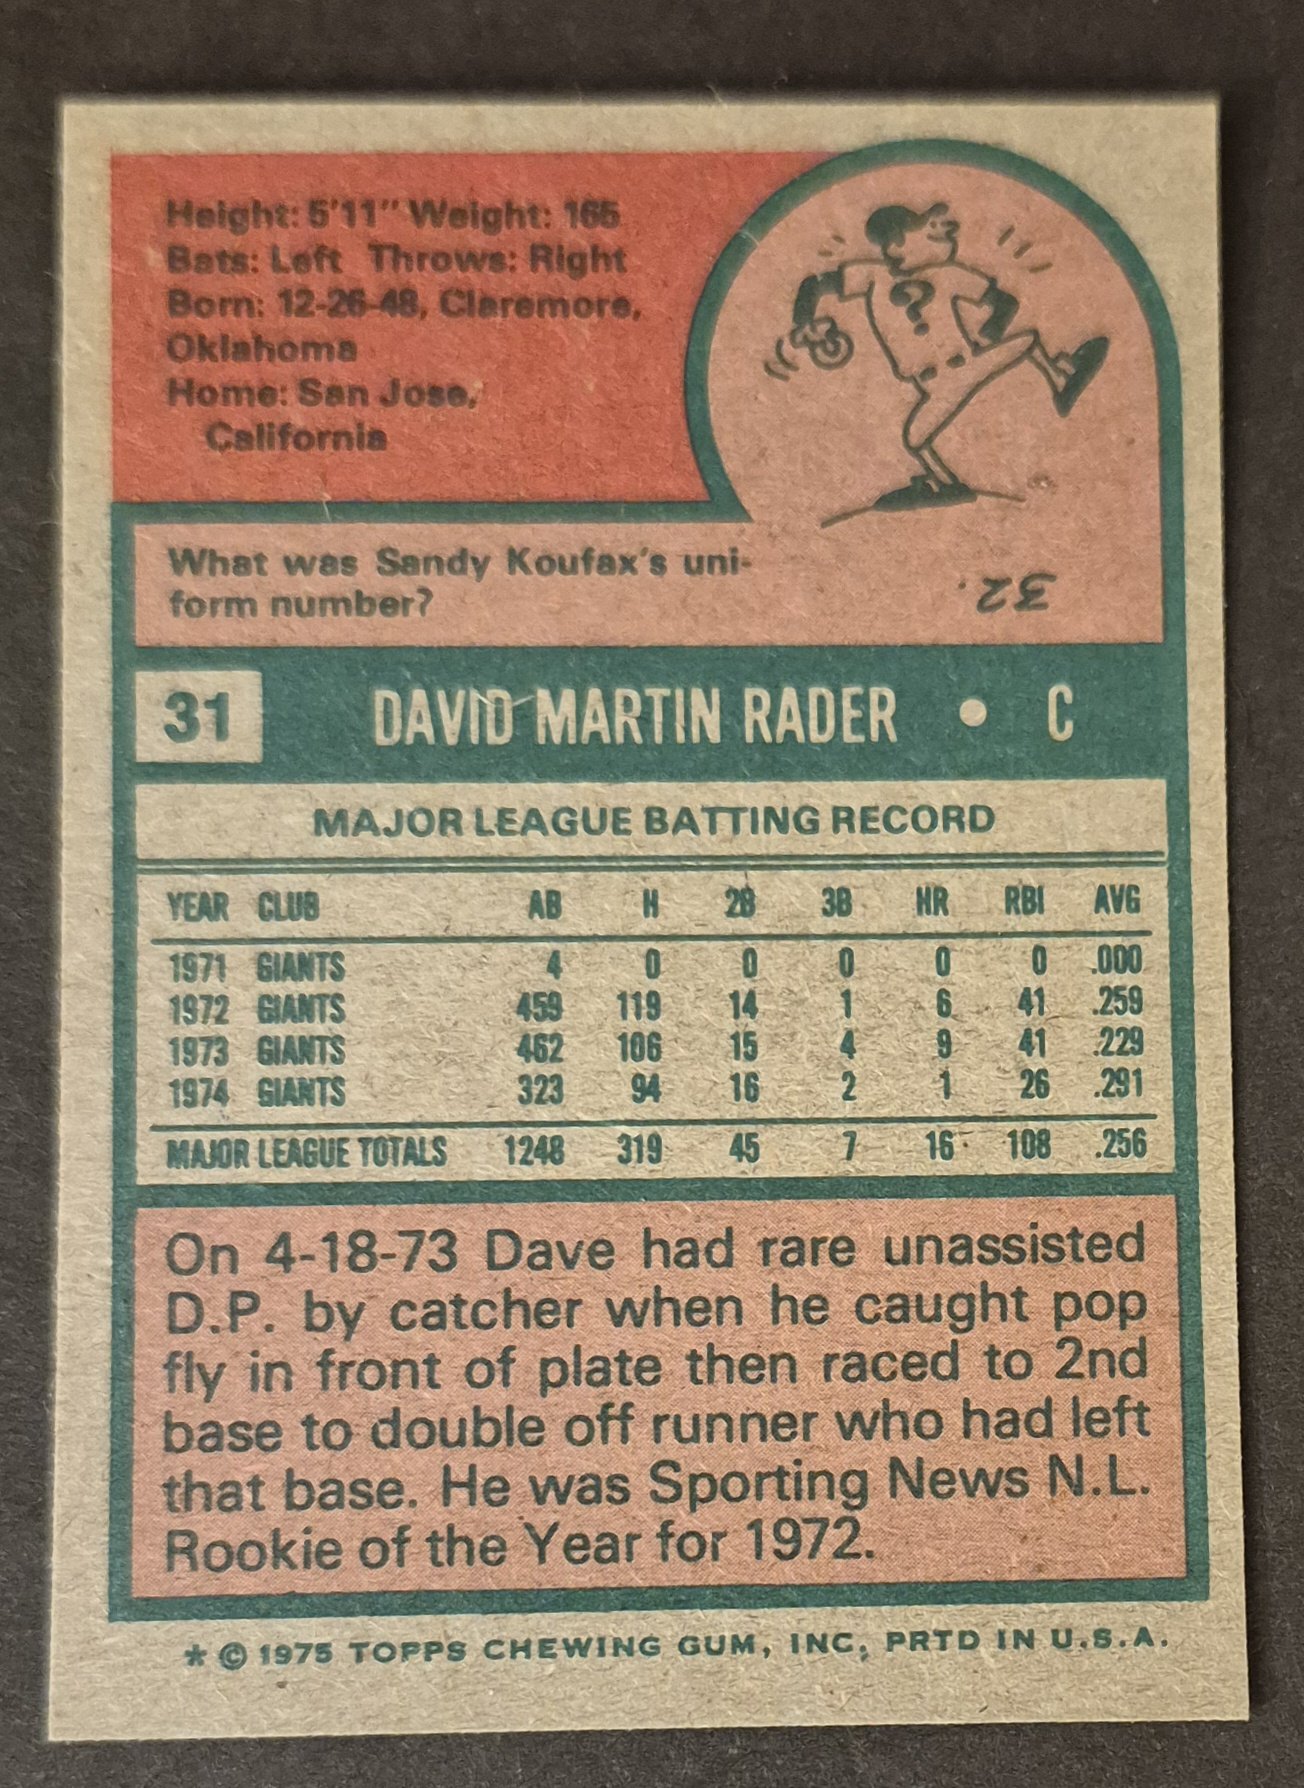 Height: 5'11" Weight: 165
Bats: Left Throws: Right
Born: 12-26-48, Claremore,
Oklahoma
Home: San Jose,
California
?
What was Sandy Koufax's uni-
form number?
32.
31 DAVID MARTIN RADER • C
MAJOR LEAGUE BATTING RECORD
YEAR CLUB AB H 2B 3B HR RBI AVG
1971 GIANTS 4 0 0 0 0 0 .000
1972 GIANTS 459 119 14 1 6 41 .259
1973 GIANTS 462 106 15 4 9 41 .229
1974 GIANTS 323 94 16 2 1 26 .291
MAJOR LEAGUE TOTALS 1248 319 45 7 16 108 .256
On 4-18-73 Dave had rare unassisted
D.P. by catcher when he caught pop
fly in front of plate then raced to 2nd
base to double off runner who had left
that base. He was Sporting News N.L.
Rookie of the Year for 1972.
* © 1975 TOPPS CHEWING GUM, INC, PRTD IN U.S.A.